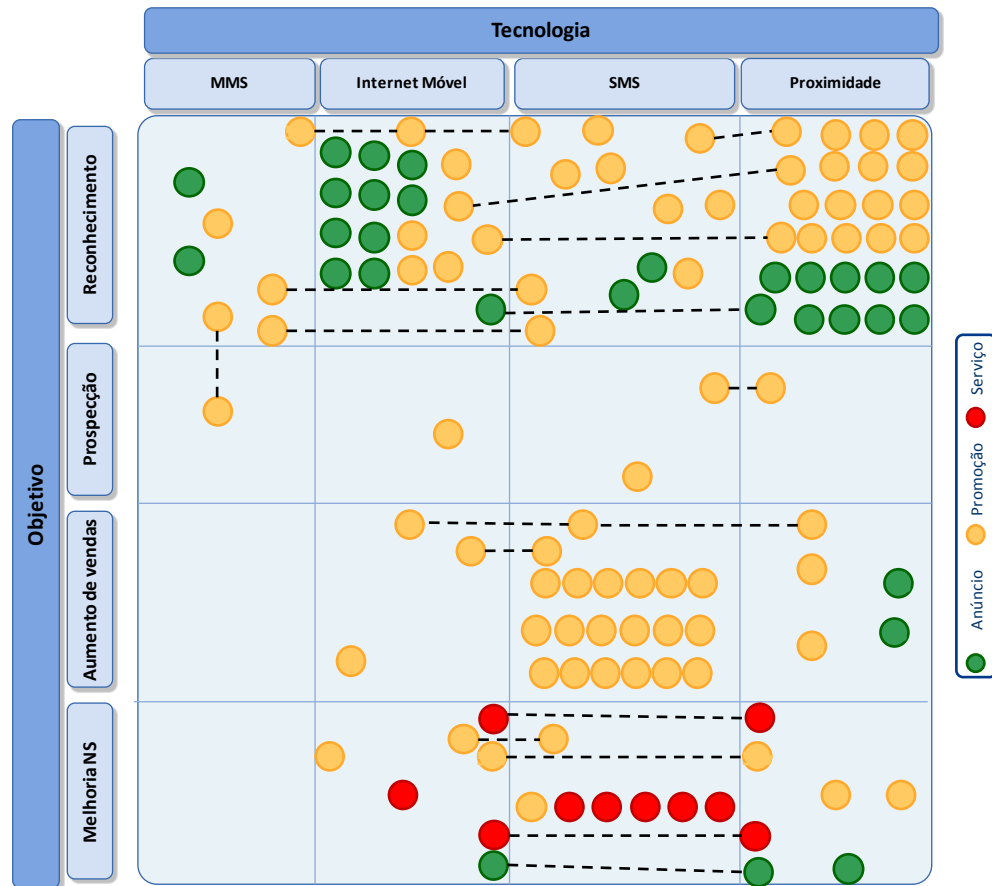 Tecnologia
MMS
Internet Móvel
SMS
Proximidade
Objetivo
Reconhecimento
Prospecção
Aumento de vendas
Melhoria NS
Serviço
Promoção
Anúncio